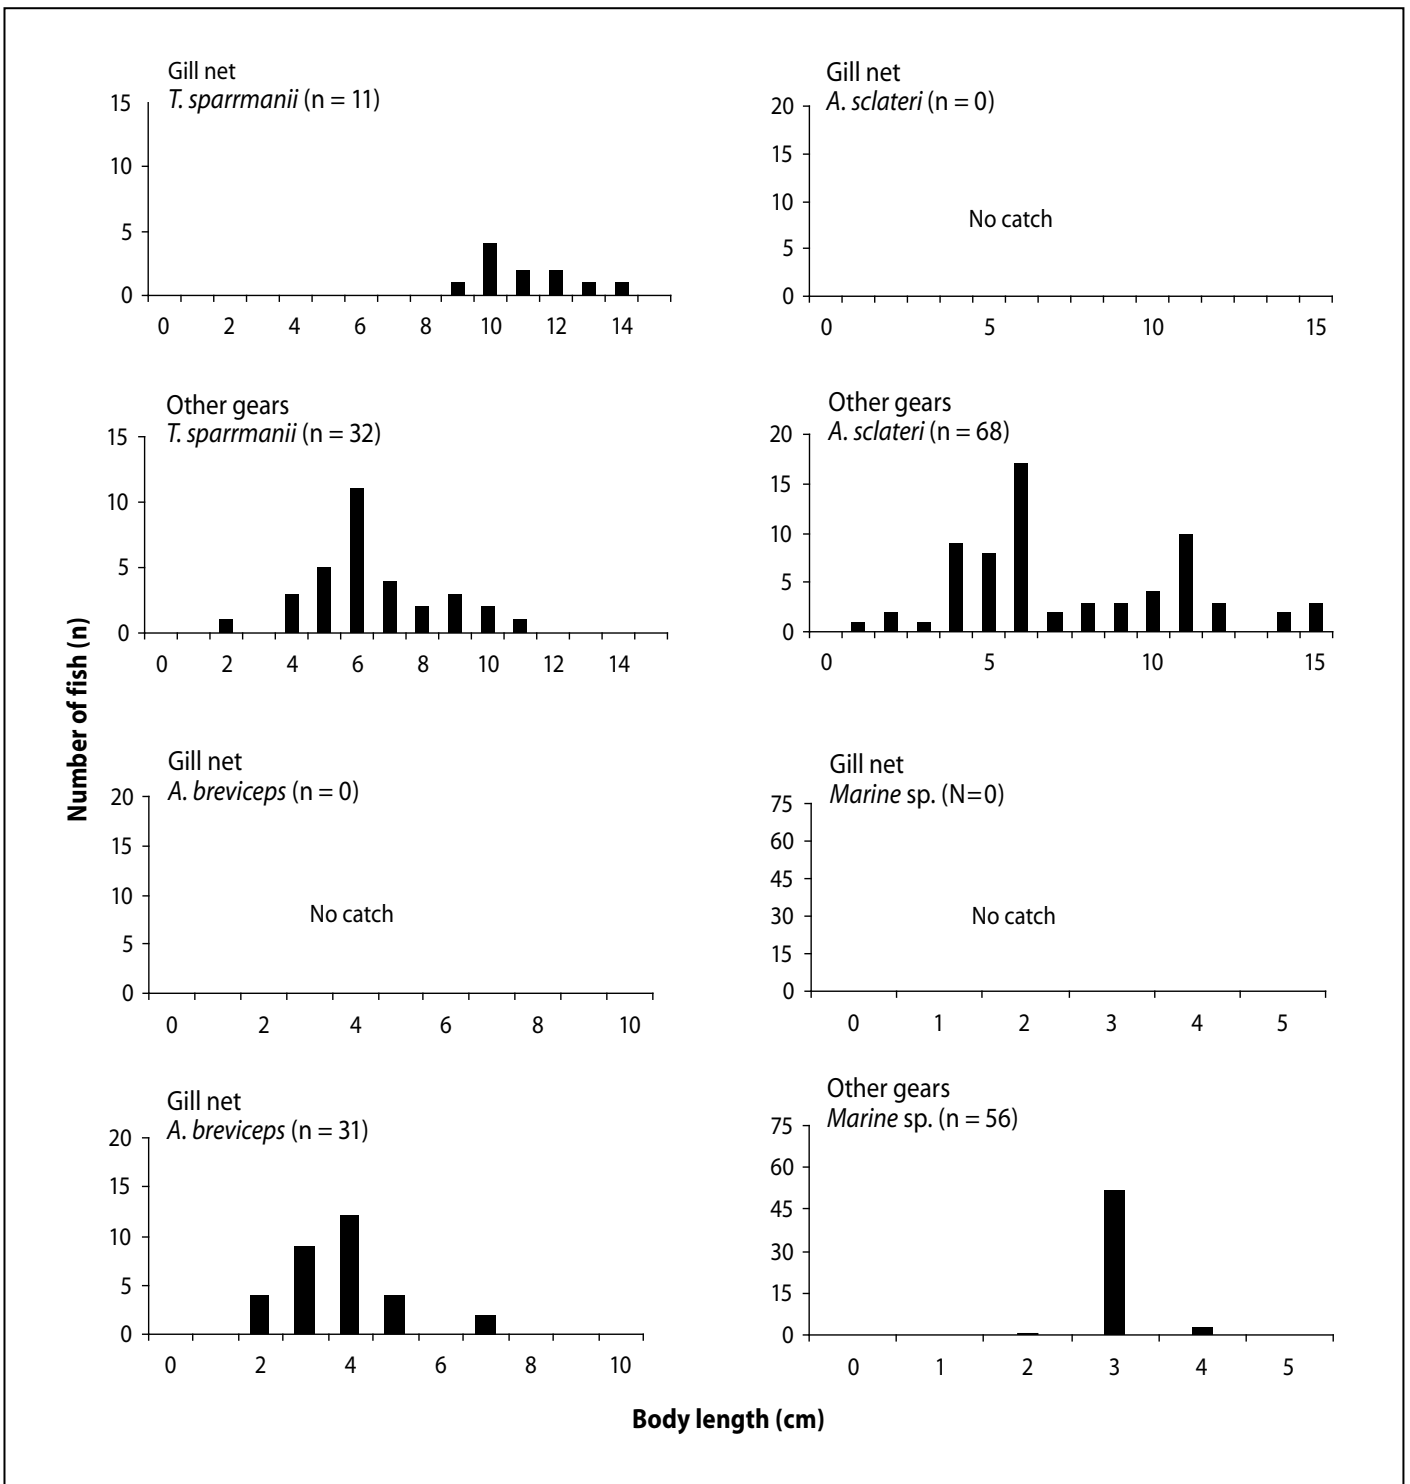 Gill net
T. sparrmanii (n = 11)
15
10
5
0
0 2 4 6 8 10 12 14
Gill net
A. sclateri (n = 0)
20
15
10
5
0
No catch
0 5 10 15
Other gears
T. sparrmanii (n = 32)
15
10
5
0
0 2 4 6 8 10 12 14
Other gears
A. sclateri (n = 68)
20
15
10
5
0
0 5 10 15
Number of fish (n)
Gill net
A. breviceps (n = 0)
20
15
10
5
0
No catch
0 2 4 6 8 10
Gill net
Marine sp. (N=0)
75
60
45
30
15
0
No catch
0 1 2 3 4 5
Gill net
A. breviceps (n = 31)
20
15
10
5
0
0 2 4 6 8 10
Other gears
Marine sp. (n = 56)
75
60
45
30
15
0
0 1 2 3 4 5
Body length (cm)